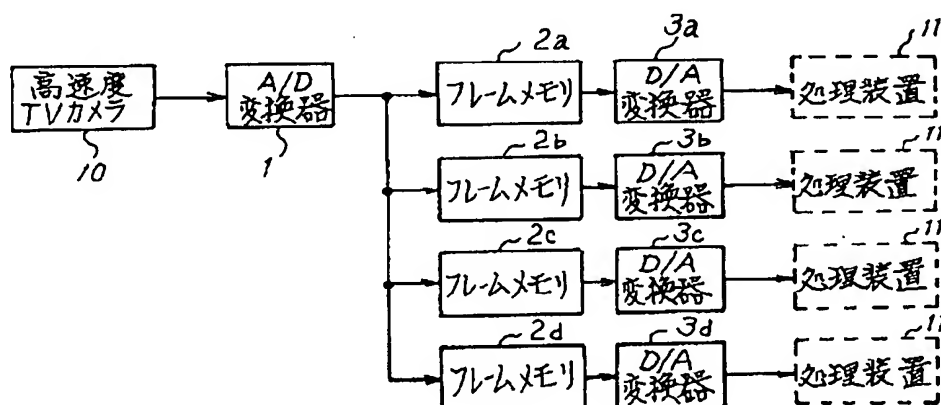 高速度
TVカメラ
10
A/D
変換器
1
2a
フレームメモリ
3a
D/A
変換器
11
処理装置
2b
フレームメモリ
3b
D/A
変換器
11
処理装置
2c
フレームメモリ
3c
D/A
変換器
11
処理装置
2d
フレームメモリ
3d
D/A
変換器
11
処理装置